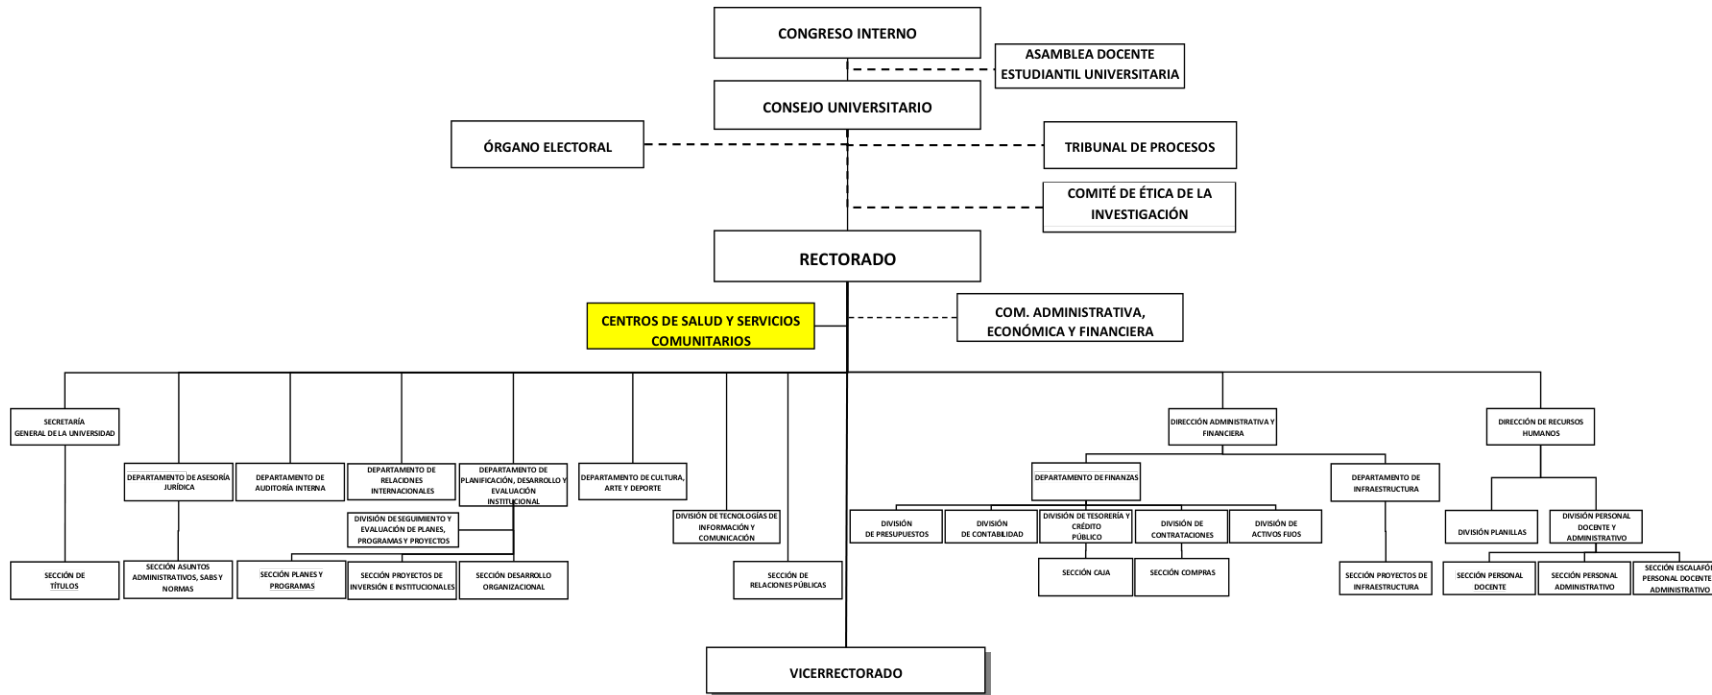 CONGRESO INTERNO
ASAMBLEA DOCENTE
ESTUDIANTIL UNIVERSITARIA
CONSEJO UNIVERSITARIO
ÓRGANO ELECTORAL
TRIBUNAL DE PROCESOS
COMITÉ DE ÉTICA DE LA
INVESTIGACIÓN
RECTORADO
CENTROS DE SALUD Y SERVICIOS
COMUNITARIOS
COM. ADMINISTRATIVA,
ECONÓMICA Y FINANCIERA
SECRETARÍA
GENERAL DE LA UNIVERSIDAD
DIRECCIÓN ADMINISTRATIVA Y
FINANCIERA
DIRECCIÓN DE RECURSOS
HUMANOS
DEPARTAMENTO DE ASESORÍA
JURÍDICA
DEPARTAMENTO DE
AUDITORÍA INTERNA
DEPARTAMENTO DE
RELACIONES
INTERNACIONALES
DEPARTAMENTO DE
PLANIFICACIÓN, DESARROLLO Y
EVALUACIÓN
INSTITUCIONAL
DEPARTAMENTO DE CULTURA,
ARTE Y DEPORTE
DEPARTAMENTO DE FINANZAS
DEPARTAMENTO DE
INFRAESTRUCTURA
DIVISIÓN DE SEGUIMIENTO Y
EVALUACIÓN DE PLANES,
PROGRAMAS Y PROYECTOS
DIVISIÓN DE TECNOLOGÍAS DE
INFORMACIÓN Y
COMUNICACIÓN
DIVISIÓN
DE PRESUPUESTOS
DIVISIÓN
DE CONTABILIDAD
DIVISIÓN DE TESORERÍA Y
CRÉDITO
PÚBLICO
DIVISIÓN DE
CONTRATACIONES
DIVISIÓN DE
ACTIVOS FIJOS
DIVISIÓN PLANILLAS
DIVISIÓN PERSONAL
DOCENTE Y
ADMINISTRATIVO
SECCIÓN DE
TÍTULOS
SECCIÓN ASUNTOS
ADMINISTRATIVOS, SABS Y
NORMAS
SECCIÓN PLANES Y
PROGRAMAS
SECCIÓN PROYECTOS DE
INVERSIÓN E INSTITUCIONALES
SECCIÓN DESARROLLO
ORGANIZACIONAL
SECCIÓN DE
RELACIONES PÚBLICAS
SECCIÓN CAJA
SECCIÓN COMPRAS
SECCIÓN PROYECTOS DE
INFRAESTRUCTURA
SECCIÓN PERSONAL
DOCENTE
SECCIÓN PERSONAL
ADMINISTRATIVO
SECCIÓN ESCALAFÓN
PERSONAL DOCENTE
ADMINISTRATIVO
VICERRECTORADO